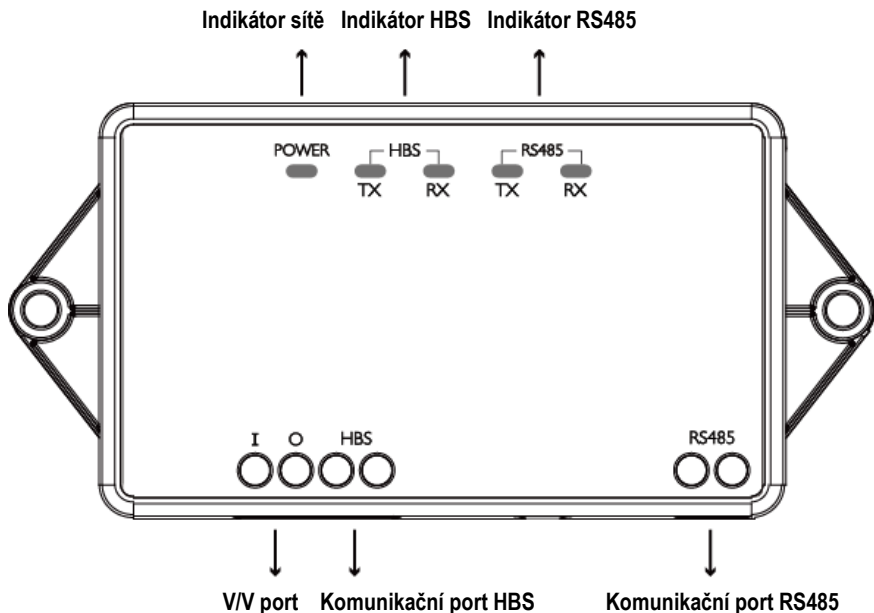 Indikátor sítě Indikátor HBS Indikátor RS485
POWER HBS RS485
TX RX TX RX
I O HBS RS485
V/V port Komunikační port HBS Komunikační port RS485